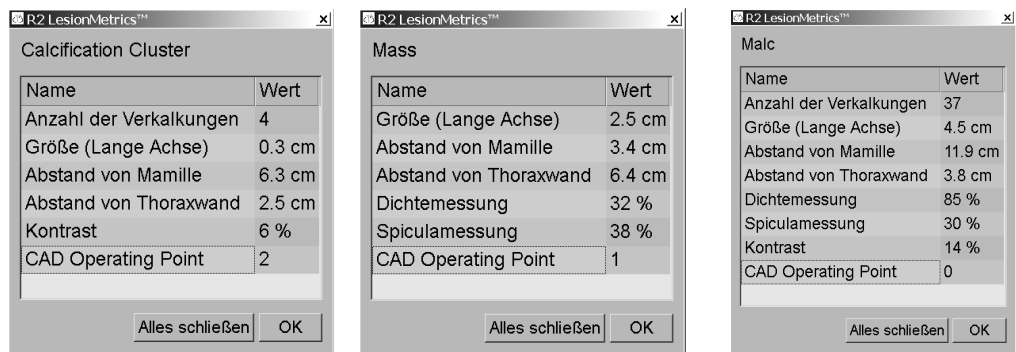 R2 LesionMetrics™
Calcification Cluster
Name Wert
Anzahl der Verkalkungen 4
Größe (Lange Achse) 0.3 cm
Abstand von Mamille 6.3 cm
Abstand von Thoraxwand 2.5 cm
Kontrast 6 %
CAD Operating Point 2
Alles schließen OK
R2 LesionMetrics™
Mass
Name Wert
Größe (Lange Achse) 2.5 cm
Abstand von Mamille 3.4 cm
Abstand von Thoraxwand 6.4 cm
Dichtemessung 32 %
Spiculamessung 38 %
CAD Operating Point 1
Alles schließen OK
R2 LesionMetrics™
Malc
Name Wert
Anzahl der Verkalkungen 37
Größe (Lange Achse) 4.5 cm
Abstand von Mamille 11.9 cm
Abstand von Thoraxwand 3.8 cm
Dichtemessung 85 %
Spiculamessung 30 %
Kontrast 14 %
CAD Operating Point 0
Alles schließen OK